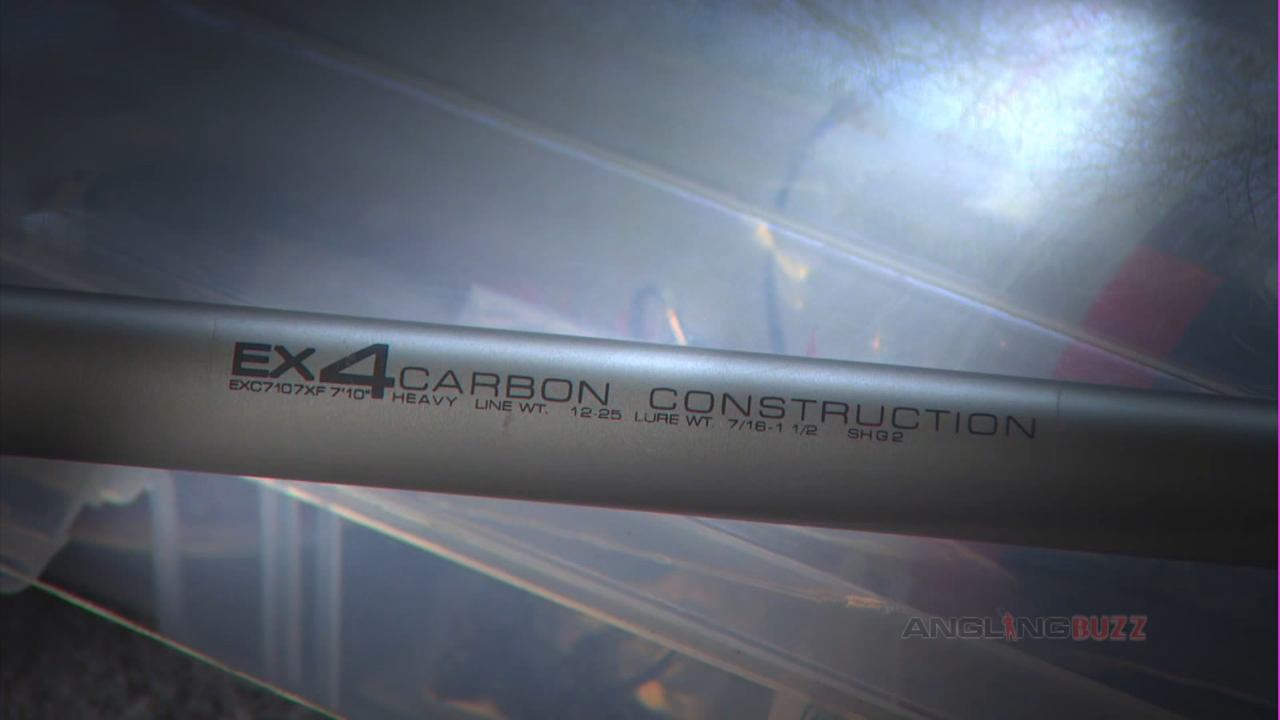 EX4 CARBON CONSTRUCTION
EXC7107XF 7'10" HEAVY LINE WT. 12-25 LURE WT. 7/16-1 1/2 SHG2
ANGLINGBUZZ